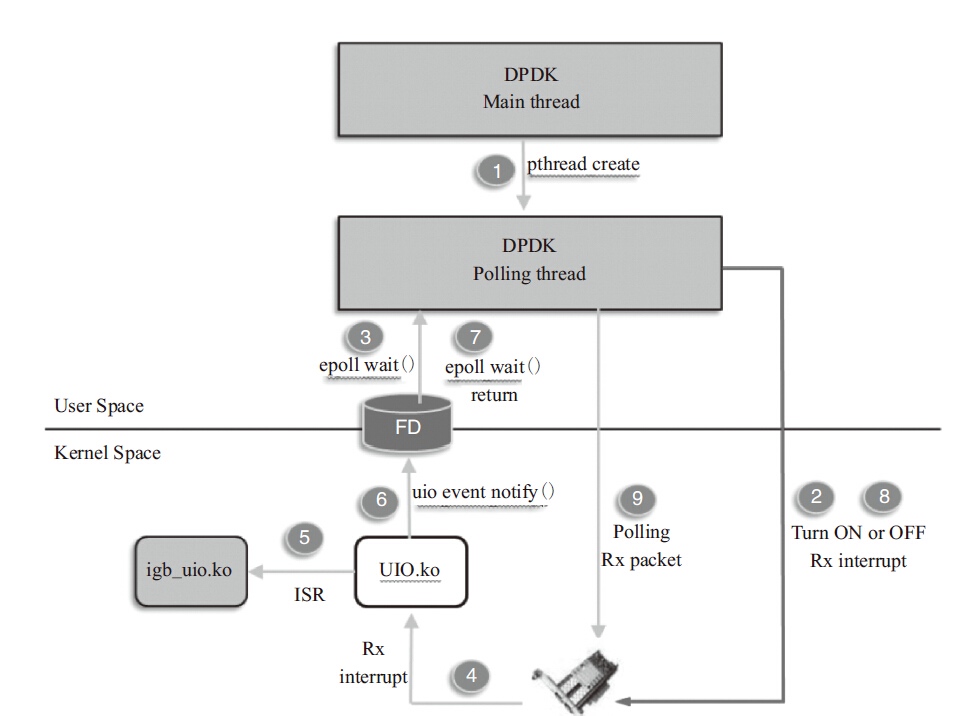 DPDK
Main thread
1
pthread create
DPDK
Polling thread
3
7
epoll wait()
epoll wait()
return
User Space
FD
Kernel Space
6
uio event notify()
9
Polling
Rx packet
2
8
Turn ON or OFF
Rx interrupt
5
igb_uio.ko
UIO.ko
ISR
Rx
interrupt
4